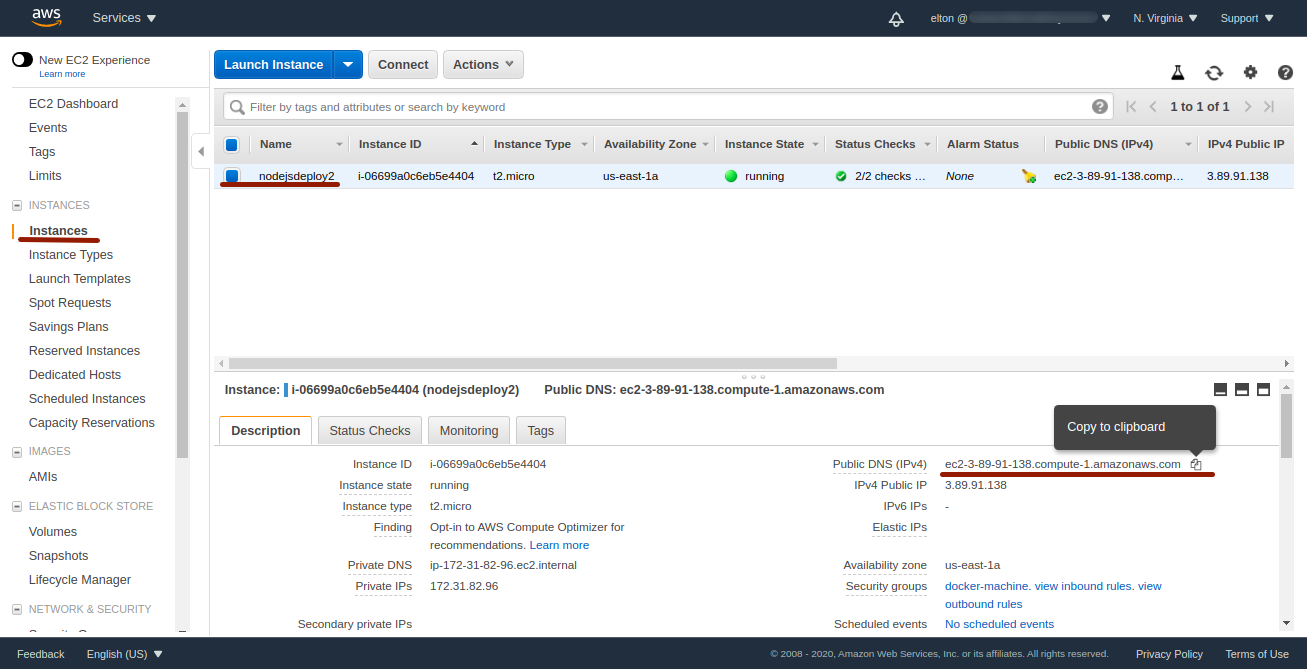 aws Services elton @ N. Virginia Support
New EC2 Experience
Learn more
Launch Instance Connect Actions
EC2 Dashboard
Events
Tags
Limits
INSTANCES
Instances
Instance Types
Launch Templates
Spot Requests
Savings Plans
Reserved Instances
Dedicated Hosts
Scheduled Instances
Capacity Reservations
IMAGES
AMIs
ELASTIC BLOCK STORE
Volumes
Snapshots
Lifecycle Manager
NETWORK & SECURITY
Filter by tags and attributes or search by keyword 1 to 1 of 1
Name Instance ID Instance Type Availability Zone Instance State Status Checks Alarm Status Public DNS (IPv4) IPv4 Public IP
nodejsdeploy2 i-06699a0c6eb5e4404 t2.micro us-east-1a running 2/2 checks ... None ec2-3-89-91-138.comp... 3.89.91.138
Instance: i-06699a0c6eb5e4404 (nodejsdeploy2) Public DNS: ec2-3-89-91-138.compute-1.amazonaws.com
Copy to clipboard
Description Status Checks Monitoring Tags
Instance ID i-06699a0c6eb5e4404 Public DNS (IPv4) ec2-3-89-91-138.compute-1.amazonaws.com
Instance state running IPv4 Public IP 3.89.91.138
Instance type t2.micro IPv6 IPs -
Finding Opt-in to AWS Compute Optimizer for Elastic IPs
recommendations. Learn more
Private DNS ip-172-31-82-96.ec2.internal Availability zone us-east-1a
Private IPs 172.31.82.96 Security groups docker-machine. view inbound rules. view
outbound rules
Secondary private IPs Scheduled events No scheduled events
Feedback English (US) © 2008 - 2020, Amazon Web Services, Inc. or its affiliates. All rights reserved. Privacy Policy Terms of Use